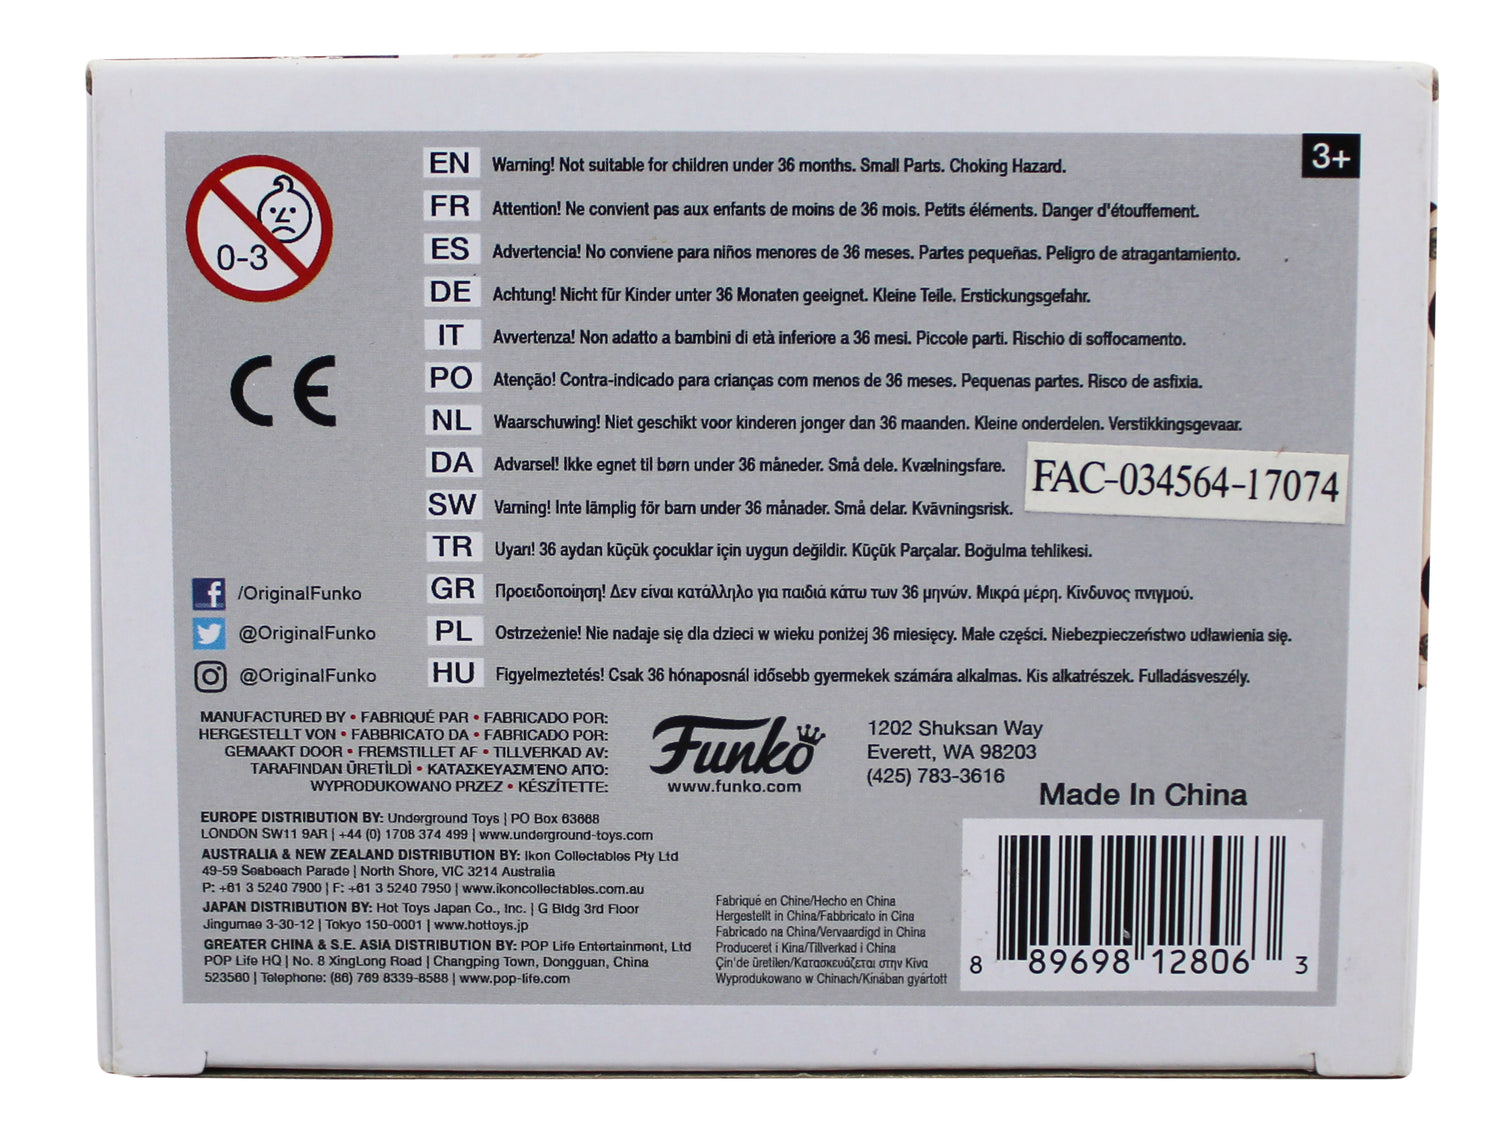 3+
0-3
EN Warning! Not suitable for children under 36 months. Small Parts. Choking Hazard.
FR Attention! Ne convient pas aux enfants de moins de 36 mois. Petits éléments. Danger d'étouffement.
ES Advertencia! No conviene para niños menores de 36 meses. Partes pequeñas. Peligro de atragantamiento.
DE Achtung! Nicht für Kinder unter 36 Monaten geeignet. Kleine Teile. Erstickungsgefahr.
IT Avvertenza! Non adatto a bambini di età inferiore a 36 mesi. Piccole parti. Rischio di soffocamento.
PO Atenção! Contra-indicado para crianças com menos de 36 meses. Pequenas partes. Risco de asfixia.
NL Waarschuwing! Niet geschikt voor kinderen jonger dan 36 maanden. Kleine onderdelen. Verstikkingsgevaar.
DA Advarsel! Ikke egnet til børn under 36 måneder. Små dele. Kvælningsfare.
SW Varning! Inte lämplig för barn under 36 månader. Små delar. Kvävningsrisk.
TR Uyarı! 36 aydan küçük çocuklar için uygun değildir. Küçük Parçalar. Boğulma tehlikesi.
GR Προειδοποίηση! Δεν είναι κατάλληλο για παιδιά κάτω των 36 μηνών. Μικρά μέρη. Κίνδυνος πνιγμού.
PL Ostrzeżenie! Nie nadaje się dla dzieci w wieku poniżej 36 miesięcy. Małe części. Niebezpieczeństwo udławienia się.
HU Figyelmeztetés! Csak 36 hónaposnál idősebb gyermekek számára alkalmas. Kis alkatrészek. Fulladásveszély.
CE
FAC-034564-17074
f /OriginalFunko
@OriginalFunko
@OriginalFunko
MANUFACTURED BY • FABRIQUÉ PAR • FABRICADO POR:
HERGESTELLT VON • FABBRICATO DA • FABRICADO POR:
GEMAAKT DOOR • FREMSTILLET AF • TILLVERKAD AV:
TARAFINDAN ÜRETİLDİ • ΚΑΤΑΣΚΕΥΑΣΜΈΝΟ ΑΠΌ:
WYPRODUKOWANO PRZEZ • KÉSZÍTETTE:
Funko
www.funko.com
1202 Shuksan Way
Everett, WA 98203
(425) 783-3616
Made In China
EUROPE DISTRIBUTION BY: Underground Toys | PO Box 63668
LONDON SW11 9AR | +44 (0) 1708 374 499 | www.underground-toys.com
AUSTRALIA & NEW ZEALAND DISTRIBUTION BY: Ikon Collectables Pty Ltd
49-59 Seabeach Parade | North Shore, VIC 3214 Australia
P: +61 3 5240 7900 | F: +61 3 5240 7950 | www.ikoncollectables.com.au
JAPAN DISTRIBUTION BY: Hot Toys Japan Co., Inc. | G Bldg 3rd Floor
Jingumae 3-30-12 | Tokyo 150-0001 | www.hottoys.jp
GREATER CHINA & S.E. ASIA DISTRIBUTION BY: POP Life Entertainment, Ltd
POP Life HQ | No. 8 XingLong Road | Changping Town, Dongguan, China
523560 | Telephone: (86) 769 8339-8588 | www.pop-life.com
Fabriqué en Chine/Hecho en China
Hergestellt in China/Fabbricato in Cina
Fabricado na China/Vervaardigd in China
Produceret i Kina/Tillverkad i China
Çin'de üretilen/Κατασκευάζεται στην Κίνα
Wyprodukowano w Chinach/Kínában gyártott
8 89698 12806 3